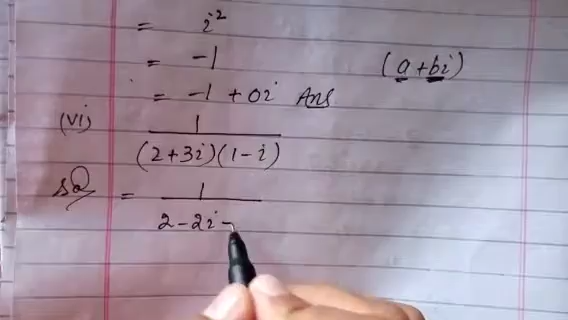 = i²
= -1 (a + bi)
= -1 + 0i Ans
(vi) 1
(2+3i)(1-i)
Sol = 1
2-2i-